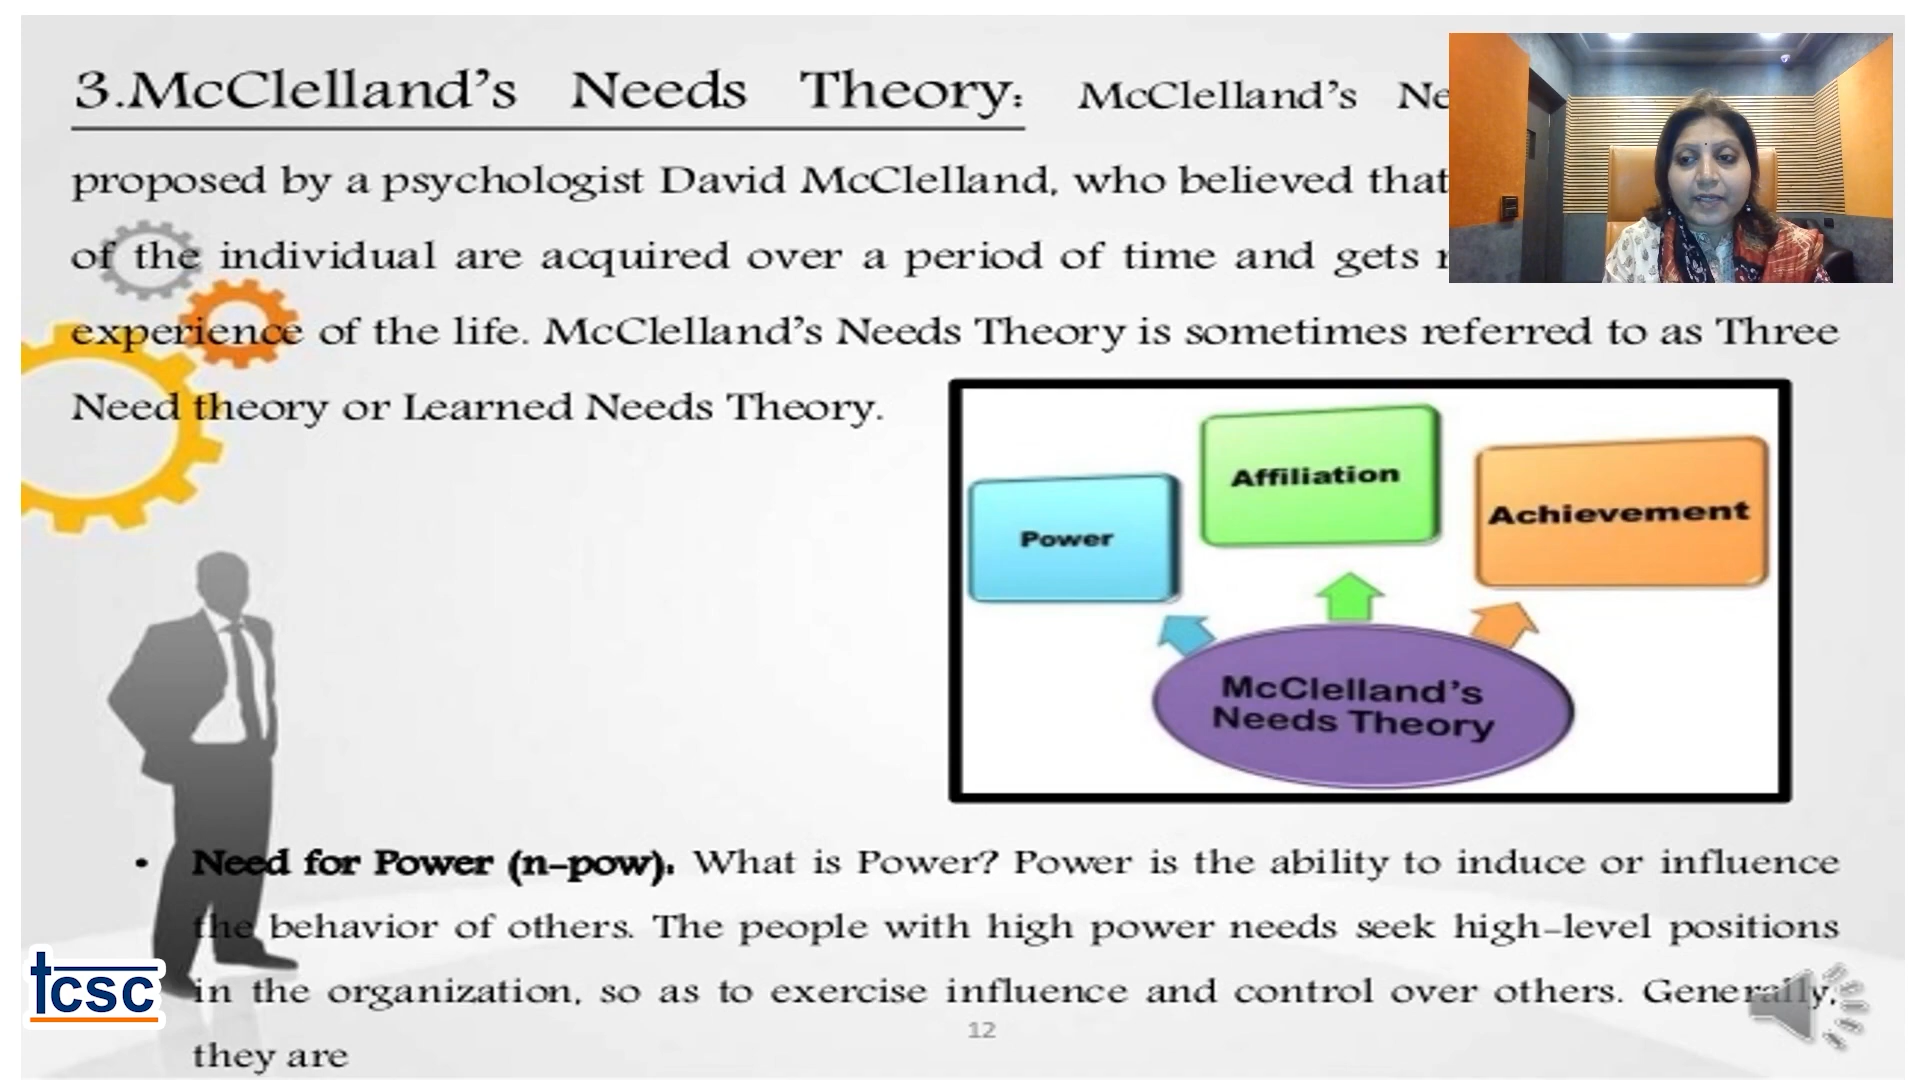 3.McClelland's Needs Theory: McClelland's
proposed by a psychologist David McClelland, who believed that
of the individual are acquired over a period of time and gets
experience of the life. McClelland's Needs Theory is sometimes referred to as Three
Need theory or Learned Needs Theory.
Affiliation
Achievement
Power
McClelland's
Needs Theory
• Need for Power (n-pow): What is Power? Power is the ability to induce or influence
the behavior of others. The people with high power needs seek high-level positions
in the organization, so as to exercise influence and control over others. Generally,
they are
tcsc
12